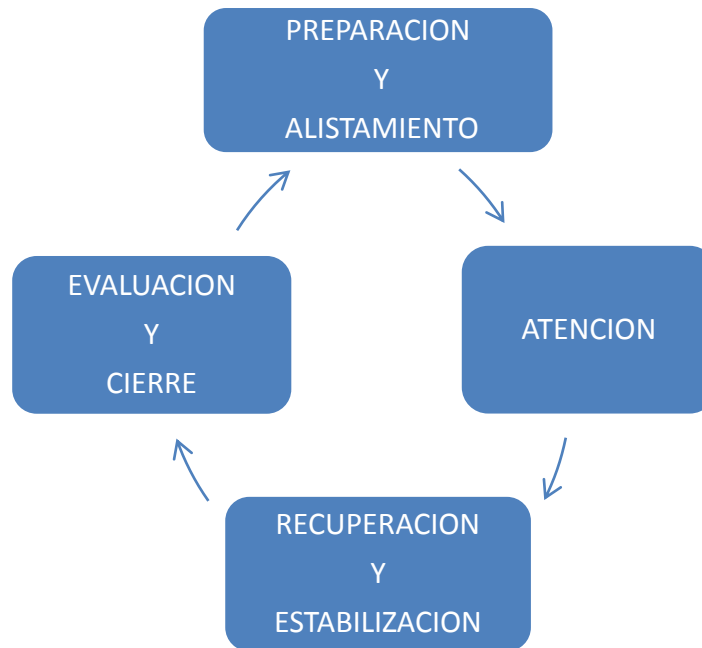 PREPARACION
Y
ALISTAMIENTO
ATENCION
RECUPERACION
Y
ESTABILIZACION
EVALUACION
Y
CIERRE